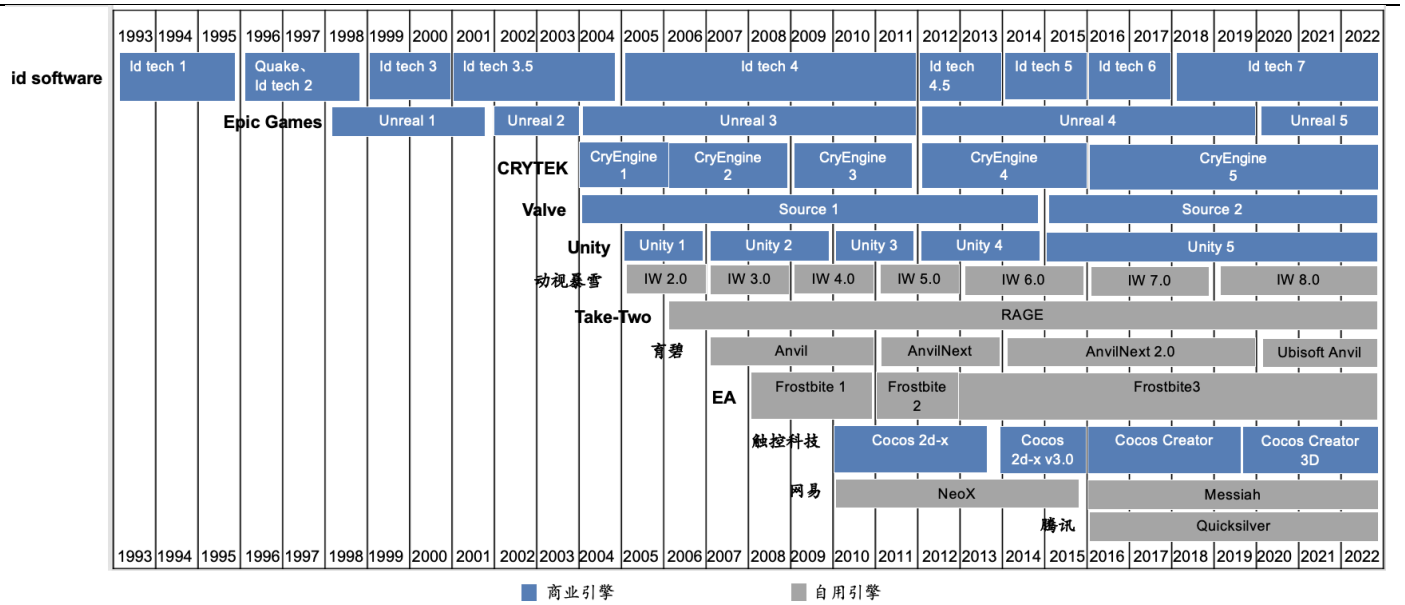 1993 1994 1995 1996 1997 1998 1999 2000 2001 2002 2003 2004 2005 2006 2007 2008 2009 2010 2011 2012 2013 2014 2015 2016 2017 2018 2019 2020 2021 2022
id software
Id tech 1
Quake、
Id tech 2
Id tech 3
Id tech 3.5
Id tech 4
Id tech
4.5
Id tech 5
Id tech 6
Id tech 7
Epic Games
Unreal 1
Unreal 2
Unreal 3
Unreal 4
Unreal 5
CRYTEK
CryEngine
1
CryEngine
2
CryEngine
3
CryEngine
4
CryEngine
5
Valve
Source 1
Source 2
Unity
Unity 1
Unity 2
Unity 3
Unity 4
Unity 5
动视暴雪
IW 2.0
IW 3.0
IW 4.0
IW 5.0
IW 6.0
IW 7.0
IW 8.0
Take-Two
RAGE
育碧
Anvil
AnvilNext
AnvilNext 2.0
Ubisoft Anvil
EA
Frostbite 1
Frostbite
2
Frostbite3
触控科技
Cocos 2d-x
Cocos
2d-x v3.0
Cocos Creator
Cocos Creator
3D
网易
NeoX
Messiah
腾讯
Quicksilver
1993 1994 1995 1996 1997 1998 1999 2000 2001 2002 2003 2004 2005 2006 2007 2008 2009 2010 2011 2012 2013 2014 2015 2016 2017 2018 2019 2020 2021 2022
商业引擎
自用引擎